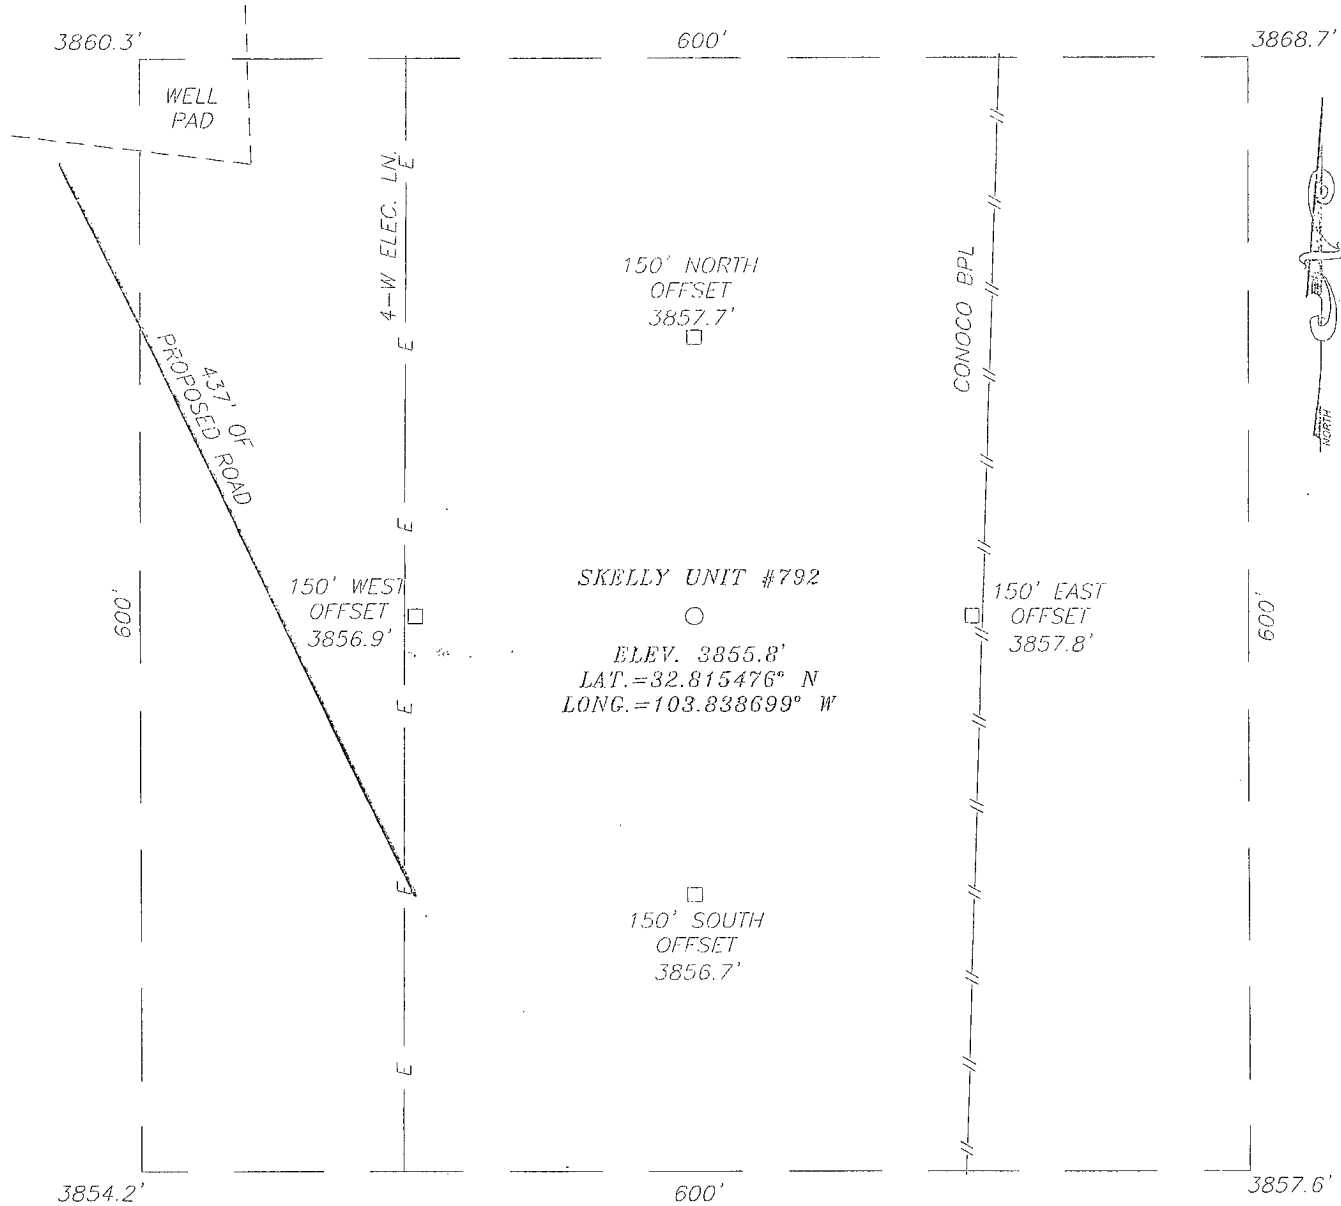 3860.3'
600'
3868.7'
WELL
PAD
4-W ELEC. LN.
E
E
E
E
E
E
150' NORTH
OFFSET
3857.7'
CONOCO BPL
NORTH
437' OF
PROPOSED ROAD
600'
150' WEST
OFFSET
3856.9'
SKELLY UNIT #792
ELEV. 3855.8'
LAT.=32.815476° N
LONG.=103.838699° W
150' EAST
OFFSET
3857.8'
600'
150' SOUTH
OFFSET
3856.7'
3854.2'
600'
3857.6'